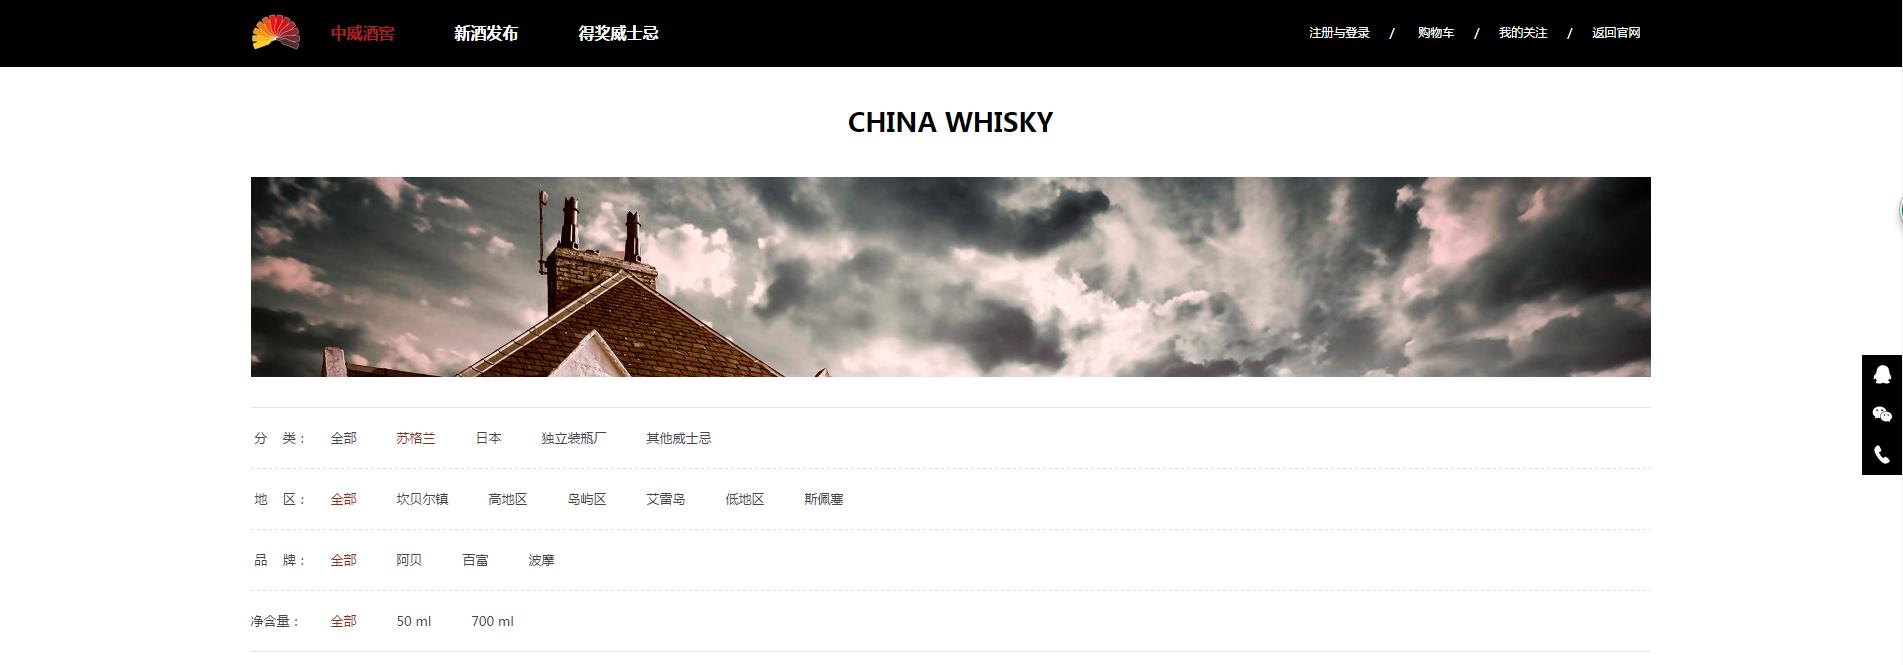 中威酒窖 新酒发布 得奖威士忌 注册与登录 / 购物车 / 我的关注 / 返回官网
CHINA WHISKY
分 类： 全部 苏格兰 日本 独立装瓶厂 其他威士忌
地 区： 全部 坎贝尔镇 高地区 岛屿区 艾雷岛 低地区 斯佩塞
品 牌： 全部 阿贝 百富 波摩
净含量： 全部 50 ml 700 ml